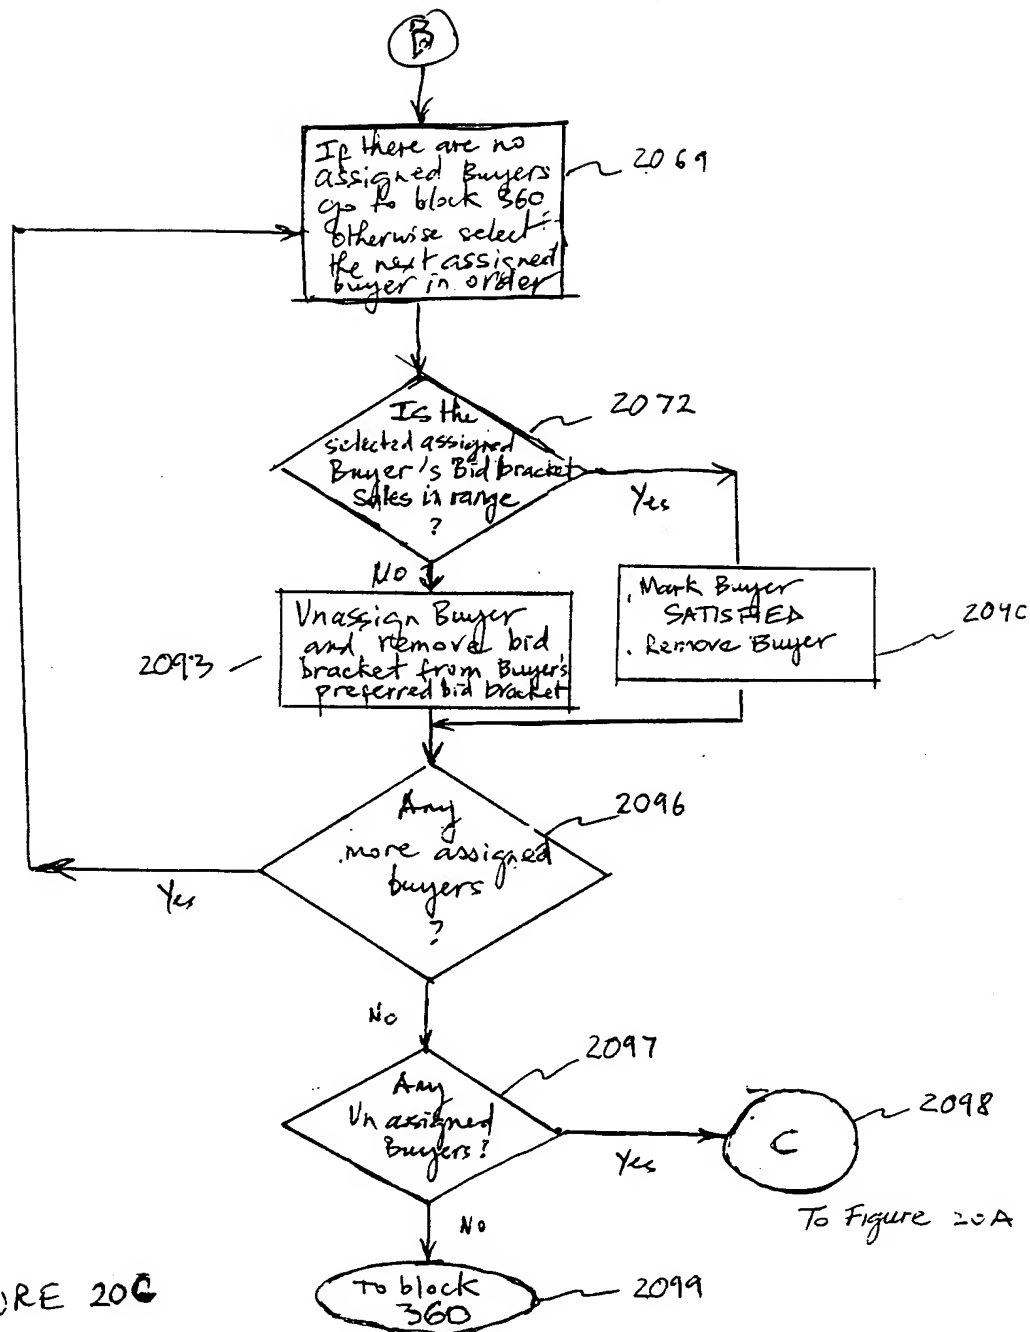 B
If there are no
assigned Buyers
go to block 360
otherwise select
the next assigned
buyer in order
2069
Is the
selected assigned
Buyer's Bid bracket
Sales in range
?
2072
Yes
No
Unassign Buyer
and remove bid
bracket from Buyer's
preferred bid bracket
2093
. Mark Buyer
SATISFIED
. Remove Buyer
Any
more assigned
buyers
?
2096
Yes
No
Any
Unassigned
Buyers?
2097
Yes
C
2098
To Figure 20A
No
To block
360
2099
URE 20C